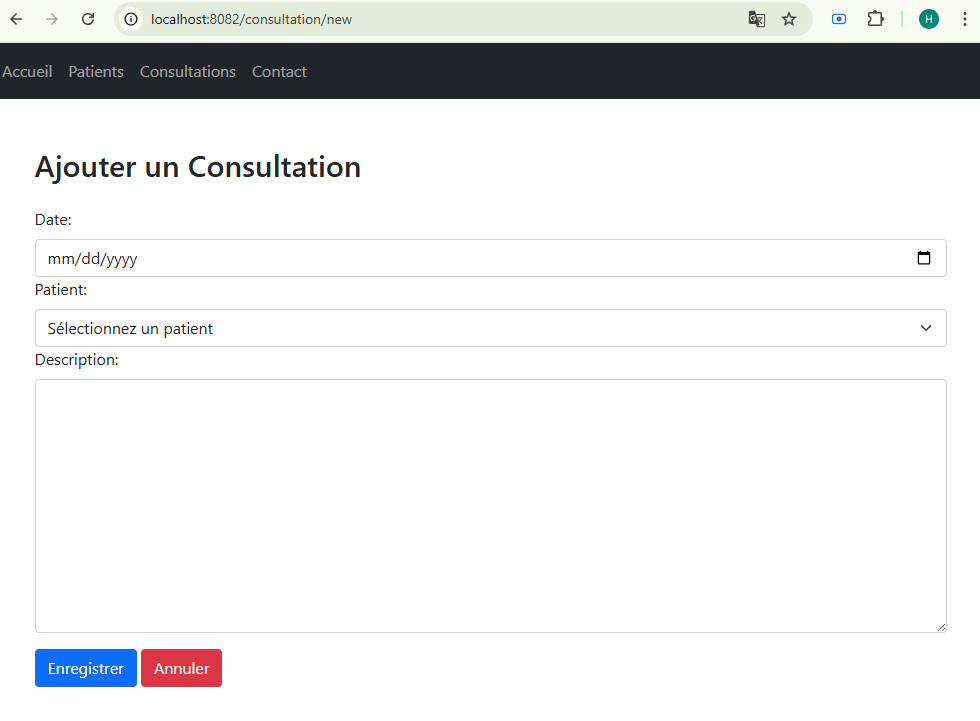 localhost:8082/consultation/new
H
Accueil Patients Consultations Contact
Ajouter un Consultation
Date:
mm/dd/yyyy
Patient:
Sélectionnez un patient
Description:
Enregistrer Annuler